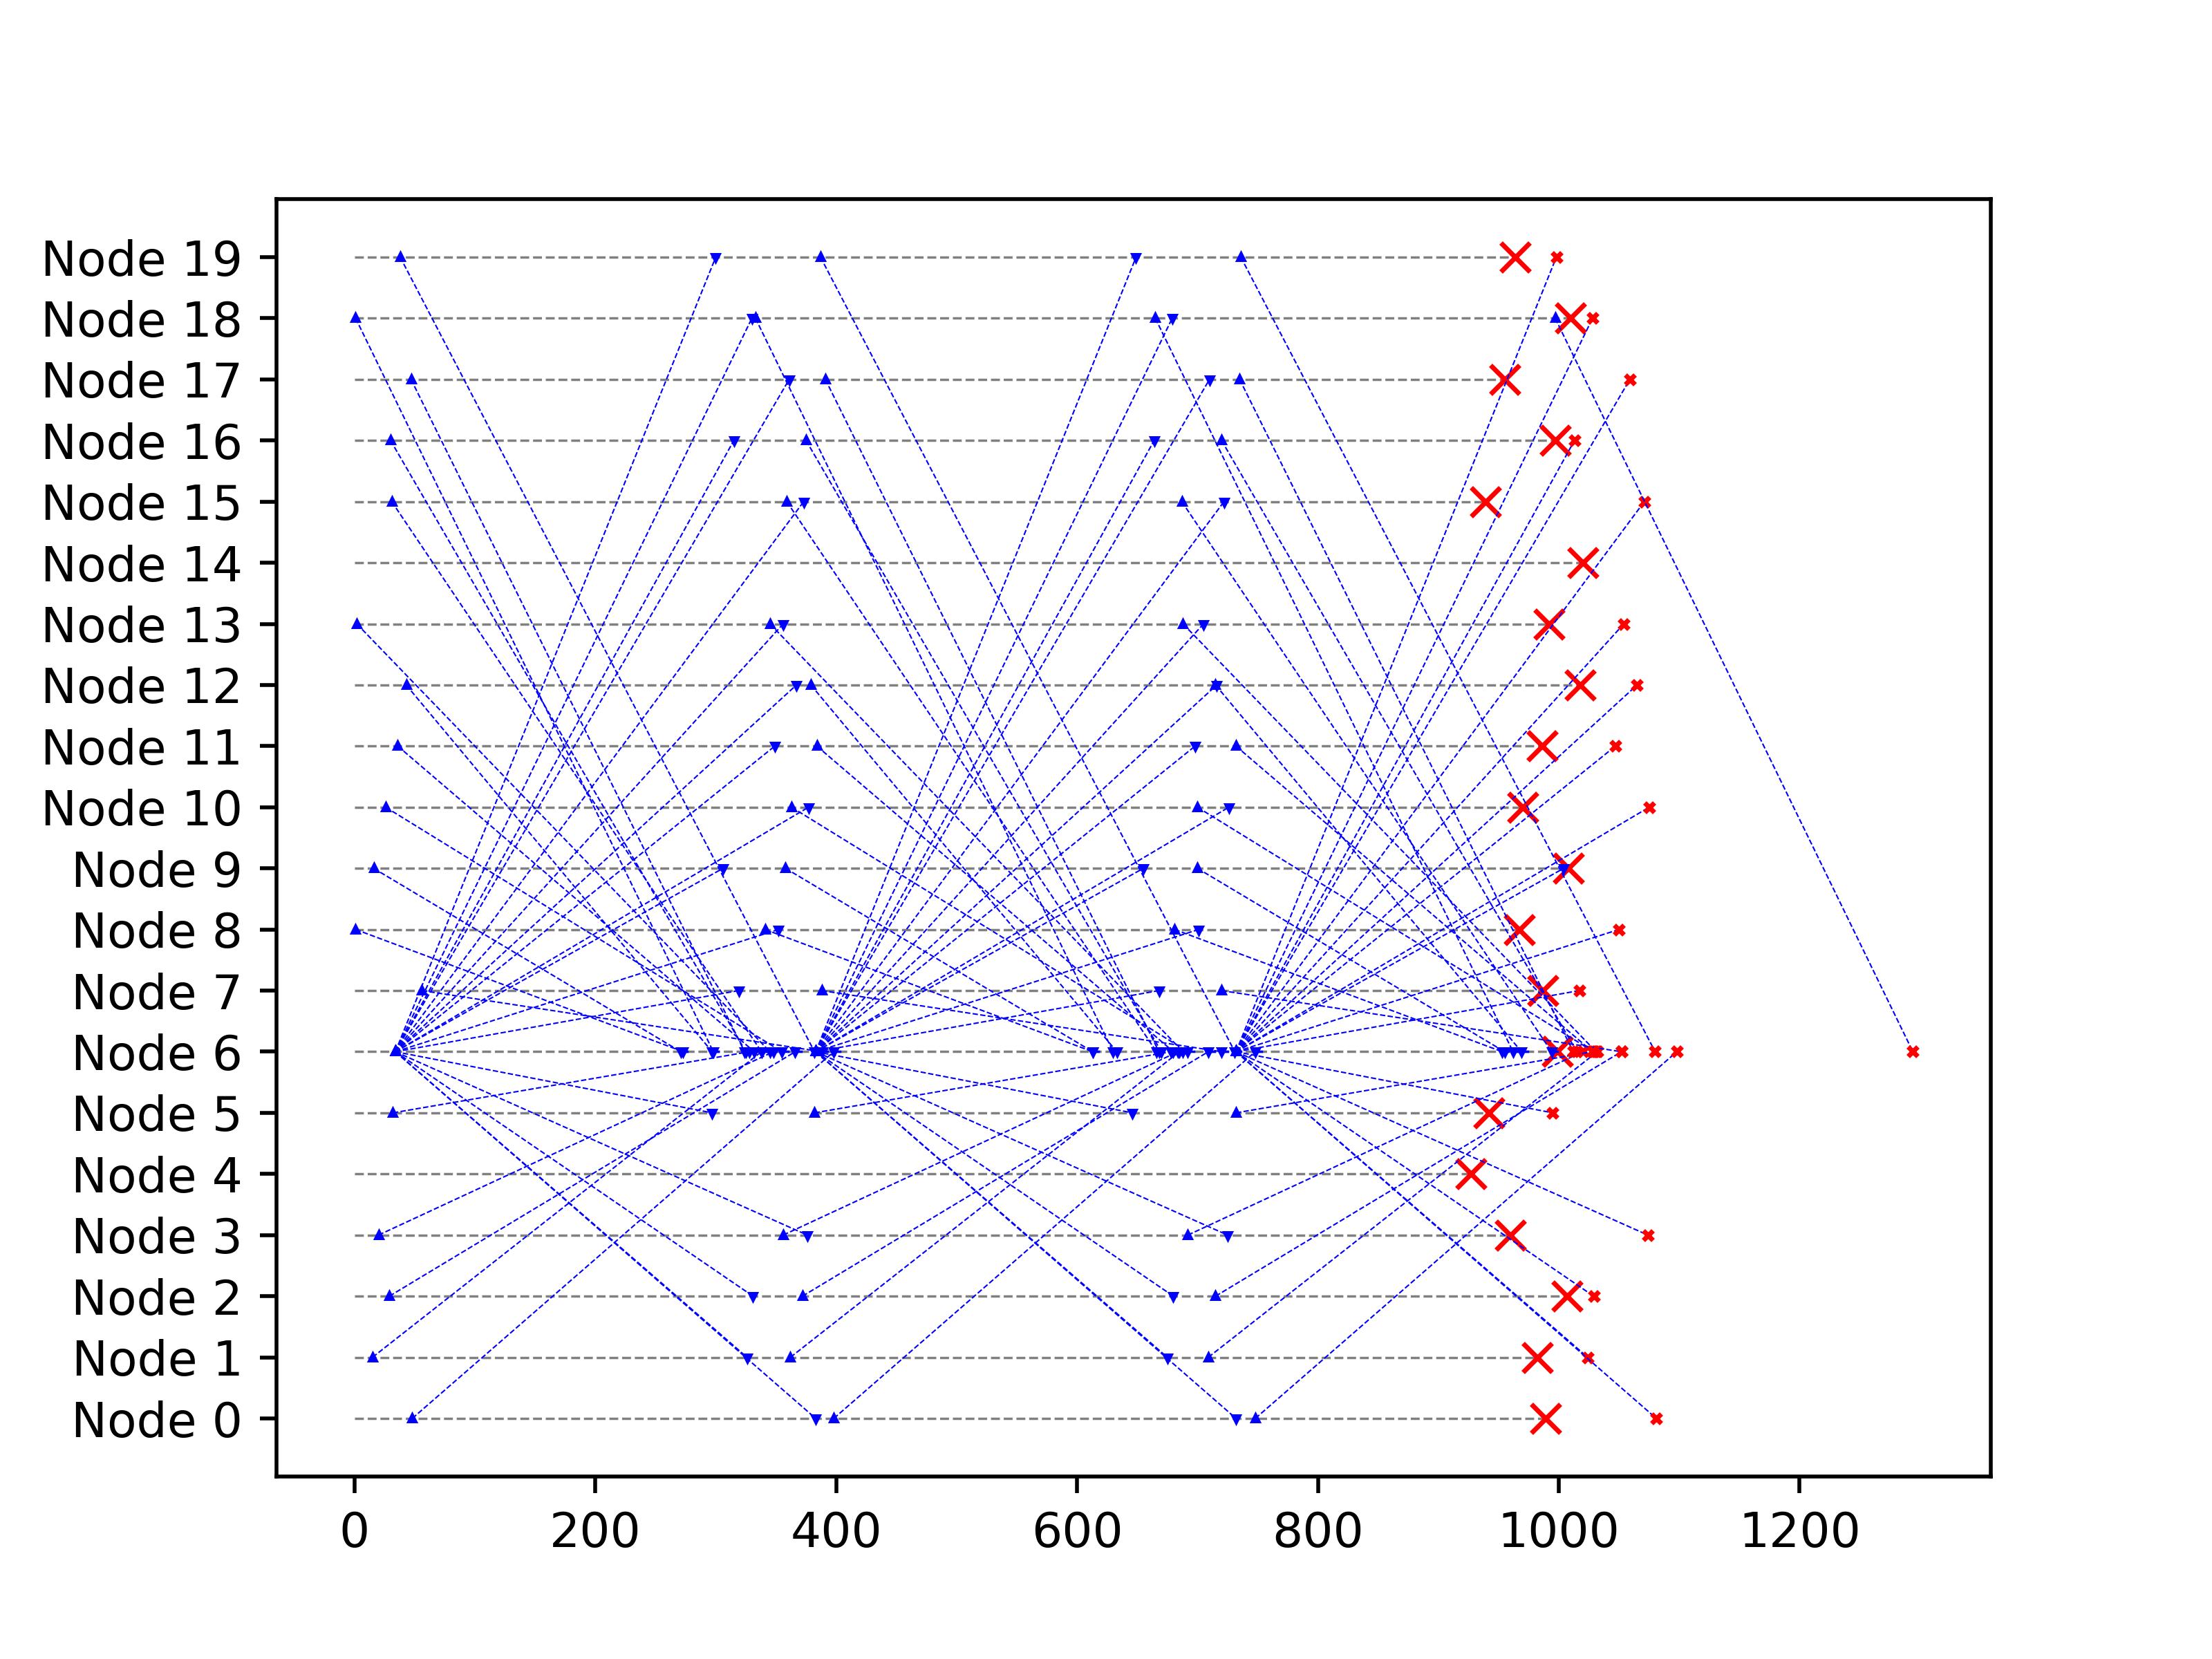 Node 19
Node 18
Node 17
Node 16
Node 15
Node 14
Node 13
Node 12
Node 11
Node 10
Node 9
Node 8
Node 7
Node 6
Node 5
Node 4
Node 3
Node 2
Node 1
Node 0
0 200 400 600 800 1000 1200